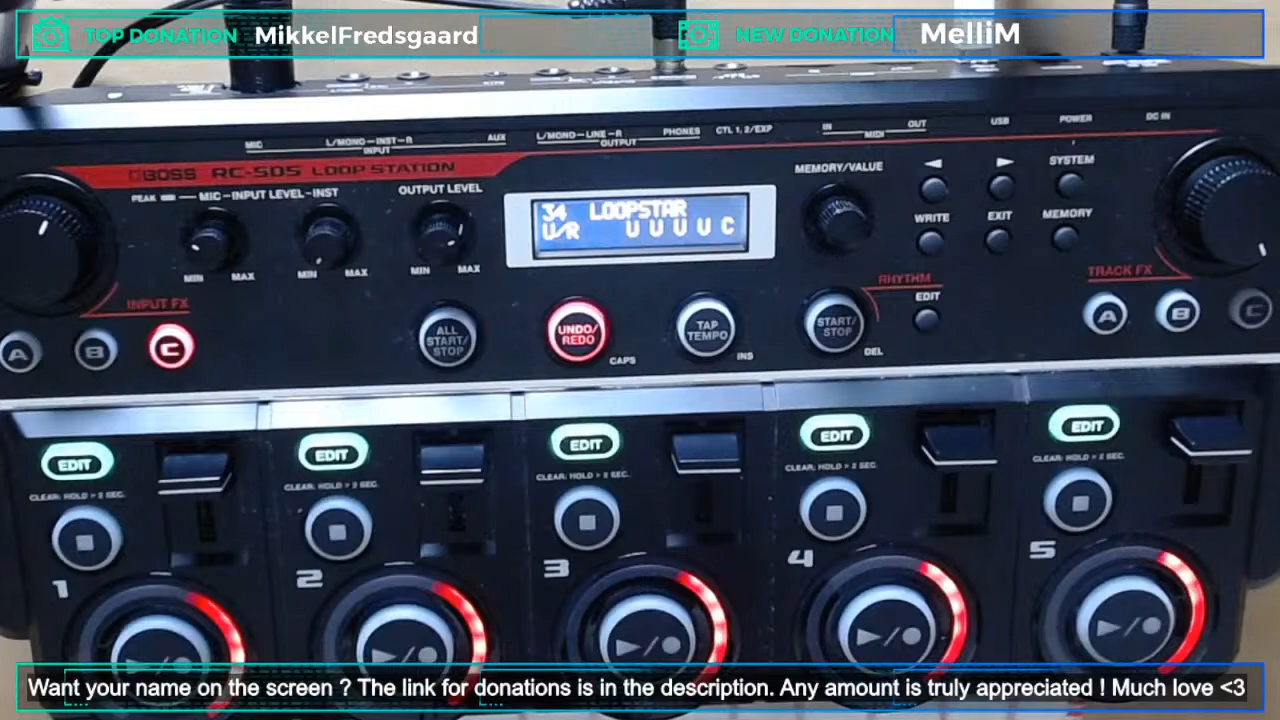 TOP DONATION MikkelFredsgaard NEW DONATION MelliM
MIC L/MONO-INST-R AUX L/MONO-LINE-R PHONES CTL 1, 2/EXP IN OUT USB POWER DC IN
INPUT OUTPUT MIDI
BOSS RC-505 LOOP STATION
PEAK MIC-INPUT LEVEL-INST OUTPUT LEVEL MEMORY/VALUE SYSTEM
MIN MAX MIN MAX MIN MAX
34 LOOPSTAR
U/R U U U U C
WRITE EXIT MEMORY
INPUT FX
A B C
ALL START/STOP
UNDO/REDO
CAPS
TAP TEMPO
INS
START/STOP
DEL
RHYTHM
EDIT
TRACK FX
A B C
EDIT EDIT EDIT EDIT EDIT
CLEAR: HOLD > 2 SEC. CLEAR: HOLD > 2 SEC. CLEAR: HOLD > 2 SEC. CLEAR: HOLD > 2 SEC. CLEAR: HOLD > 2 SEC.
1 2 3 4 5
Want your name on the screen ? The link for donations is in the description. Any amount is truly appreciated ! Much love <3